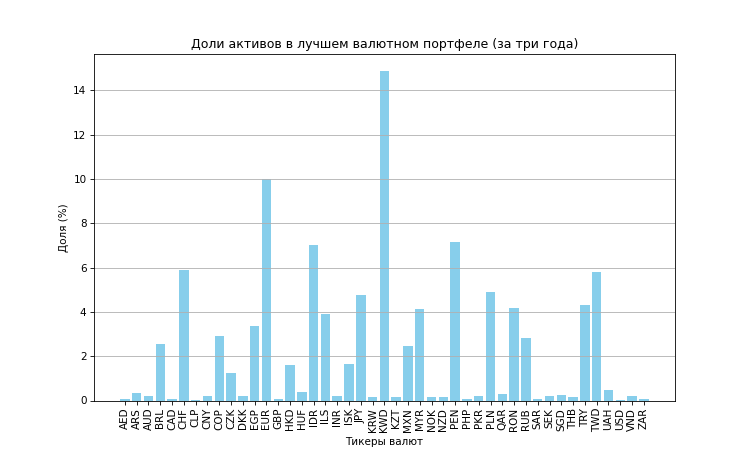 Доли активов в лучшем валютном портфеле (за три года)
Доля (%)
14
12
10
8
6
4
2
0
AED
ARS
AUD
BRL
CAD
CHF
CLP
CNY
COP
CZK
DKK
EGP
EUR
GBP
HKD
HUF
IDR
ILS
INR
ISK
JPY
KRW
KWD
KZT
MXN
MYR
NOK
NZD
PEN
PHP
PKR
PLN
QAR
RON
RUB
SAR
SEK
SGD
THB
TRY
TWD
UAH
USD
VND
ZAR
Тикеры валют